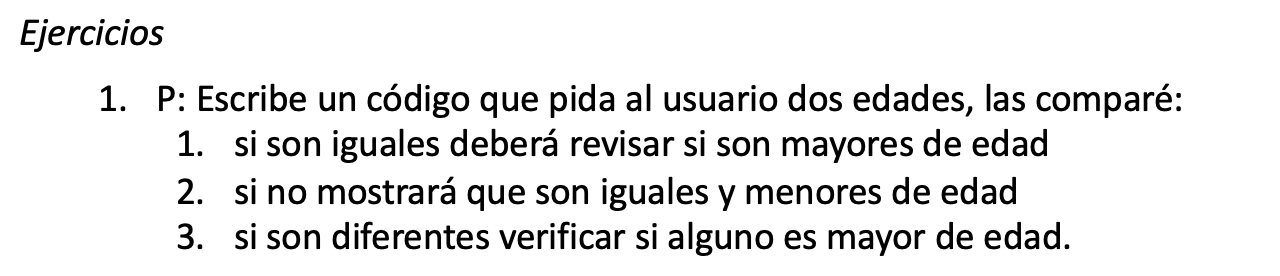 Ejercicios
1. P: Escribe un código que pida al usuario dos edades, las comparé:
1. si son iguales deberá revisar si son mayores de edad
2. si no mostrará que son iguales y menores de edad
3. si son diferentes verificar si alguno es mayor de edad.